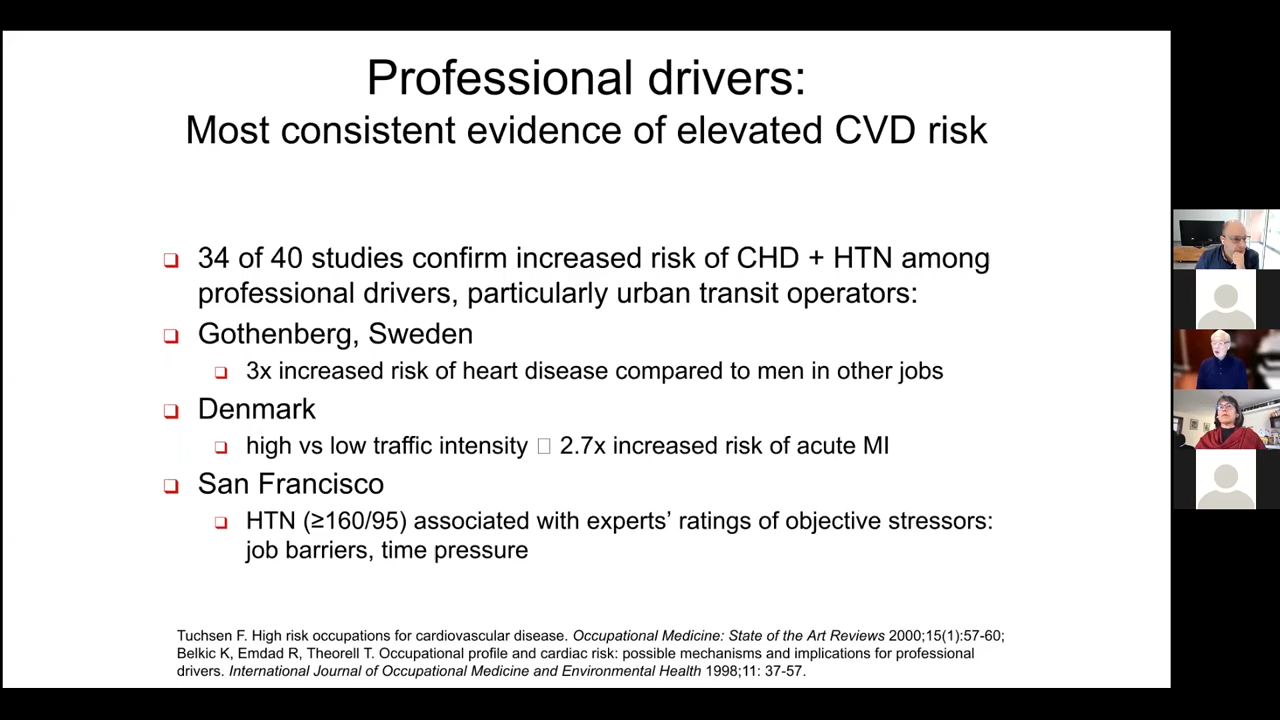 Professional drivers:
Most consistent evidence of elevated CVD risk
34 of 40 studies confirm increased risk of CHD + HTN among
professional drivers, particularly urban transit operators:
Gothenberg, Sweden
3x increased risk of heart disease compared to men in other jobs
Denmark
high vs low traffic intensity □ 2.7x increased risk of acute MI
San Francisco
HTN (≥160/95) associated with experts’ ratings of objective stressors:
job barriers, time pressure
Tuchsen F. High risk occupations for cardiovascular disease. Occupational Medicine: State of the Art Reviews 2000;15(1):57-60;
Belkic K, Emdad R, Theorell T. Occupational profile and cardiac risk: possible mechanisms and implications for professional
drivers. International Journal of Occupational Medicine and Environmental Health 1998;11: 37-57.